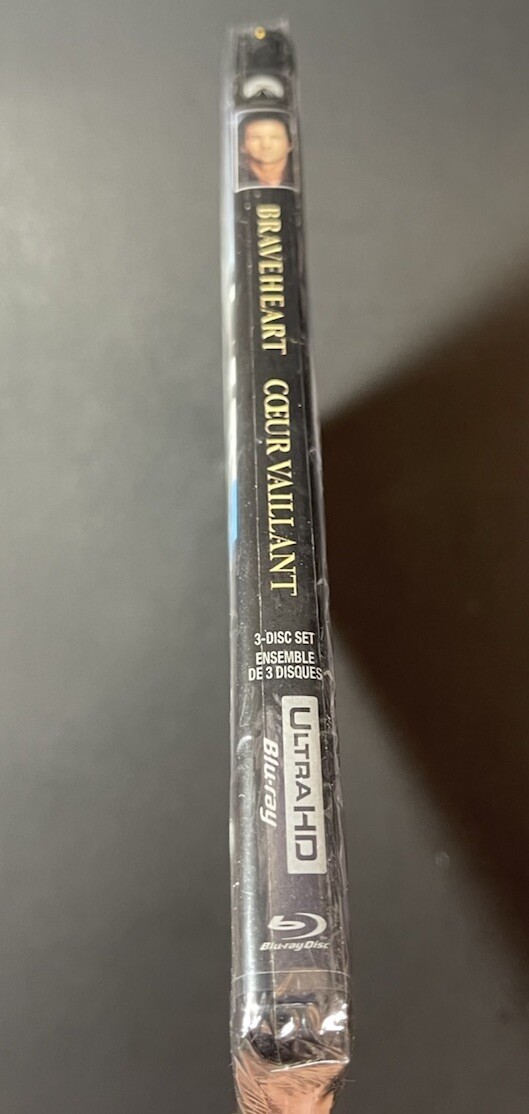 BRAVEHEART
CŒUR VAILLANT
3-DISC SET
ENSEMBLE
DE 3 DISQUES
ULTRA HD
Blu-ray
Blu-ray Disc